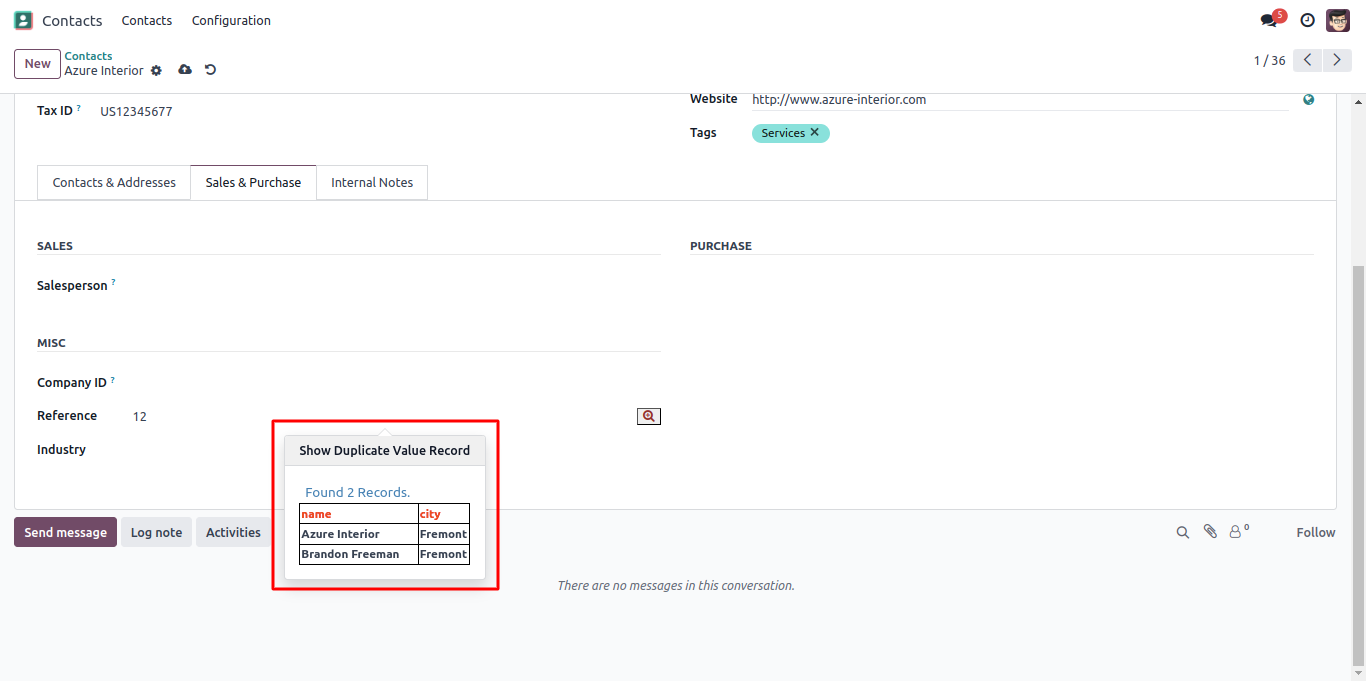 Contacts Contacts Configuration 5
New Contacts 1 / 36
Azure Interior
Tax ID ? US12345677
Website http://www.azure-interior.com
Tags Services ✕
Contacts & Addresses Sales & Purchase Internal Notes
SALES
PURCHASE
Salesperson ?
MISC
Company ID ?
Reference 12
Industry
Show Duplicate Value Record
Found 2 Records.
name city
Azure Interior Fremont
Brandon Freeman Fremont
Send message Log note Activities 0 Follow
There are no messages in this conversation.